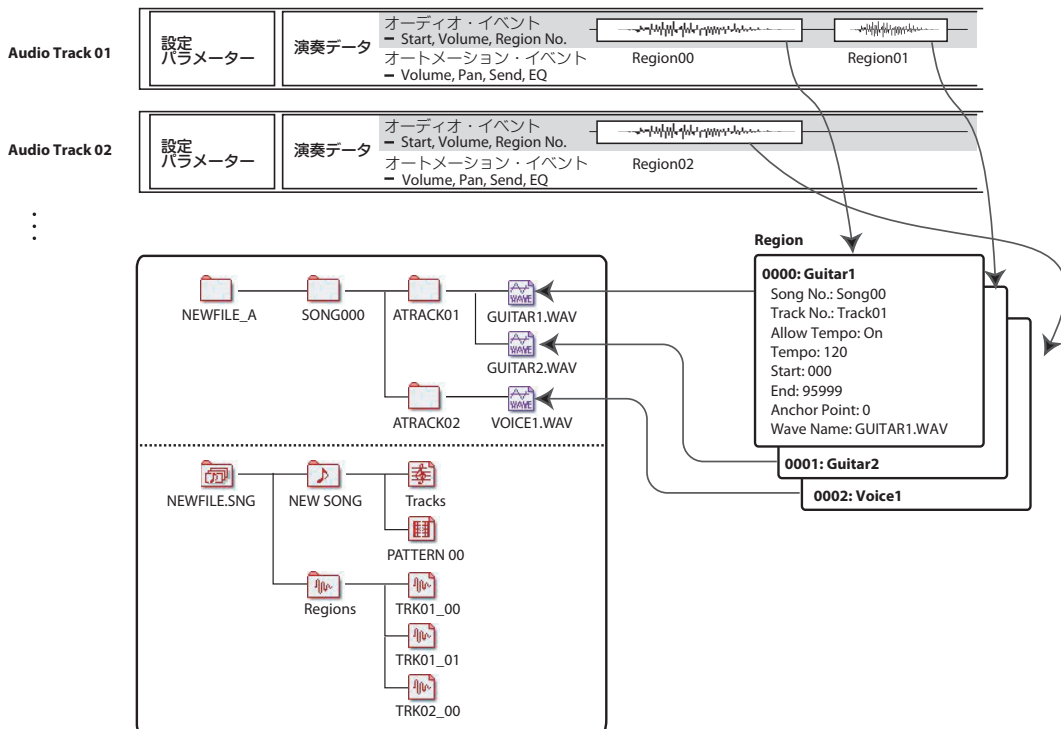 Audio Track 01
設定
パラメーター
演奏データ
オーディオ・イベント
– Start, Volume, Region No.
オートメーション・イベント
– Volume, Pan, Send, EQ
Region00
Region01
Audio Track 02
設定
パラメーター
演奏データ
オーディオ・イベント
– Start, Volume, Region No.
オートメーション・イベント
– Volume, Pan, Send, EQ
Region02
Region
0000: Guitar1
Song No.: Song00
Track No.: Track01
Allow Tempo: On
Tempo: 120
Start: 000
End: 95999
Anchor Point: 0
Wave Name: GUITAR1.WAV
0001: Guitar2
0002: Voice1
NEWFILE_A
SONG000
ATRACK01
WAVE
GUITAR1.WAV
WAVE
GUITAR2.WAV
ATRACK02
WAVE
VOICE1.WAV
NEWFILE.SNG
NEW SONG
Tracks
PATTERN 00
Regions
TRK01_00
TRK01_01
TRK02_00